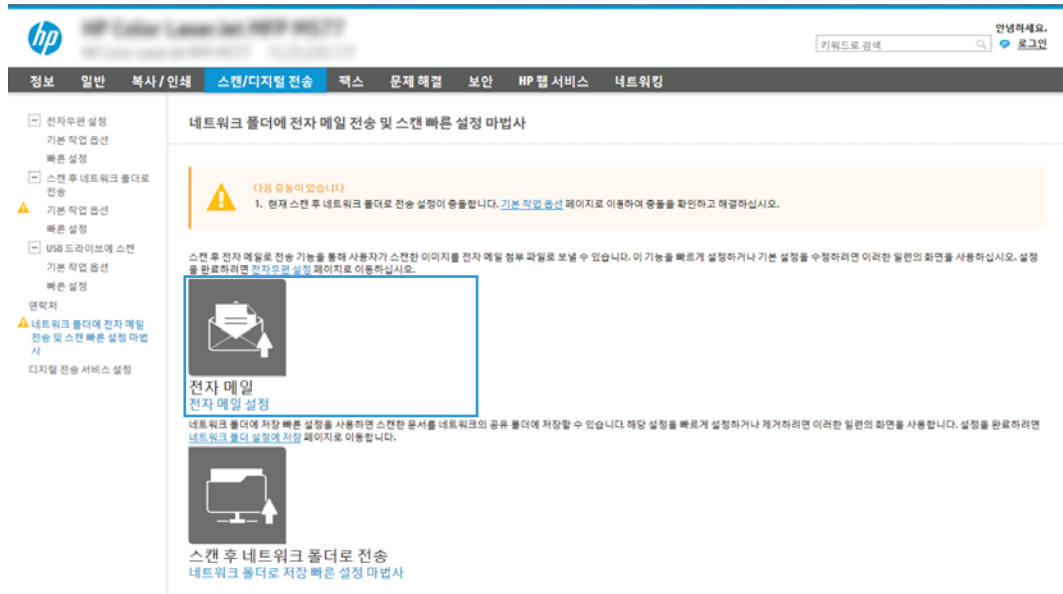 hp
안녕하세요.
키워드로 검색
로그인
정보 일반 복사 / 인쇄 스캔/디지털 전송 팩스 문제 해결 보안 HP 웹 서비스 네트워킹
전자우편 설정
기본 작업 옵션
빠른 설정
스캔 후 네트워크 폴더로
전송
기본 작업 옵션
빠른 설정
USB 드라이브에 스캔
기본 작업 옵션
빠른 설정
연락처
네트워크 폴더에 전자 메일
전송 및 스캔 빠른 설정 마법
사
디지털 전송 서비스 설정
네트워크 폴더에 전자 메일 전송 및 스캔 빠른 설정 마법사
다음 충돌이 있습니다
1. 현재 스캔 후 네트워크 폴더로 전송 설정이 충돌합니다. 기본 작업 옵션 페이지로 이동하여 충돌을 확인하고 해결하십시오.
스캔 후 전자 메일로 전송 기능을 통해 사용자가 스캔한 이미지를 전자 메일 첨부 파일로 보낼 수 있습니다. 이 기능을 빠르게 설정하거나 기본 설정을 수정하려면 이러한 일련의 화면을 사용하십시오. 설정
을 완료하려면 전자우편 설정 페이지로 이동하십시오.
전자 메일
전자 메일 설정
네트워크 폴더에 저장 빠른 설정을 사용하면 스캔한 문서를 네트워크의 공유 폴더에 저장할 수 있습니다. 해당 설정을 빠르게 설정하거나 제거하려면 이러한 일련의 화면을 사용합니다. 설정을 완료하려면
네트워크 폴더 설정에 저장 페이지로 이동합니다.
스캔 후 네트워크 폴더로 전송
네트워크 폴더로 저장 빠른 설정 마법사